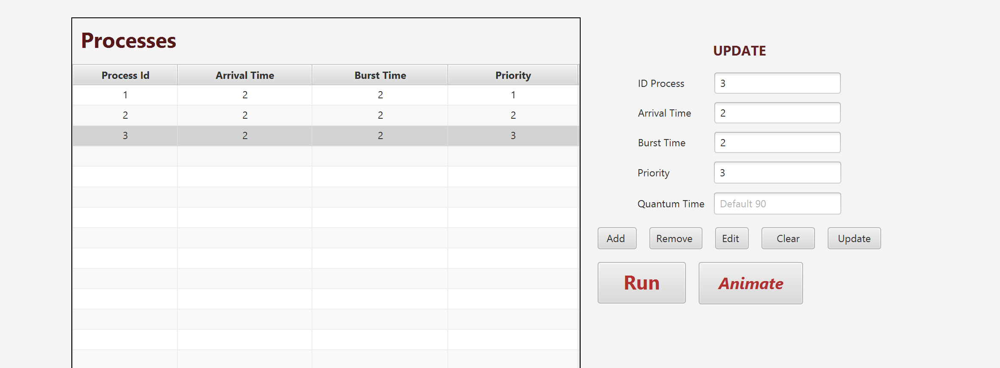 Processes
Process Id Arrival Time Burst Time Priority
1 2 2 1
2 2 2 2
3 2 2 3
UPDATE
ID Process 3
Arrival Time 2
Burst Time 2
Priority 3
Quantum Time Default 90
Add Remove Edit Clear Update
Run Animate